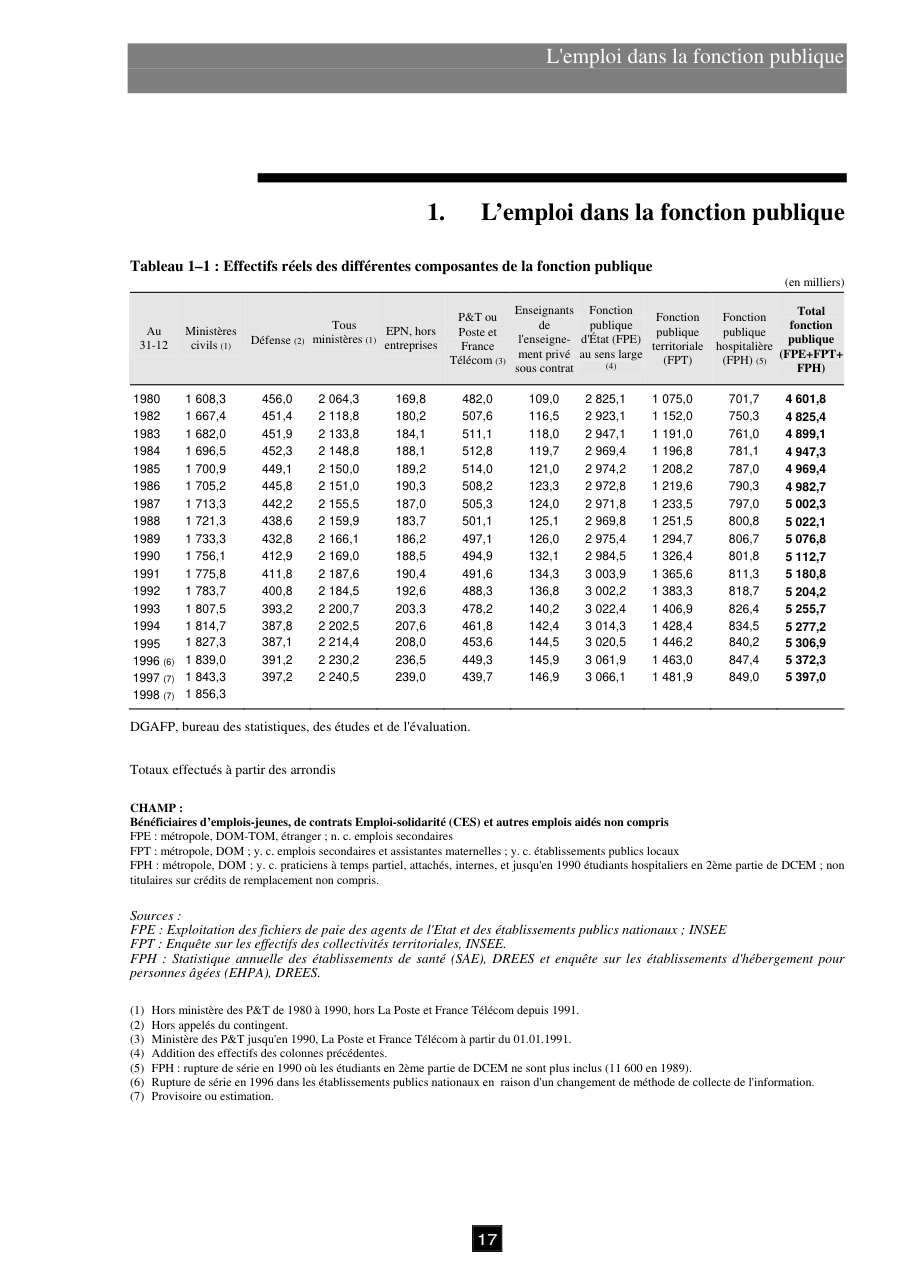 L'emploi dans la fonction publique
1. L’emploi dans la fonction publique
Tableau 1–1 : Effectifs réels des différentes composantes de la fonction publique
(en milliers)
Au 31-12 Ministères civils (1) Défense (2) Tous ministères (1) EPN, hors entreprises P&T ou Poste et France Télécom (3) Enseignants de l'enseigne-ment privé sous contrat Fonction publique d'État (FPE) au sens large (4) Fonction publique territoriale (FPT) Fonction publique hospitalière (FPH) (5) Total fonction publique (FPE+FPT+FPH)
1980 1 608,3 456,0 2 064,3 169,8 482,0 109,0 2 825,1 1 075,0 701,7 4 601,8
1982 1 667,4 451,4 2 118,8 180,2 507,6 116,5 2 923,1 1 152,0 750,3 4 825,4
1983 1 682,0 451,9 2 133,8 184,1 511,1 118,0 2 947,1 1 191,0 761,0 4 899,1
1984 1 696,5 452,3 2 148,8 188,1 512,8 119,7 2 969,4 1 196,8 781,1 4 947,3
1985 1 700,9 449,1 2 150,0 189,2 514,0 121,0 2 974,2 1 208,2 787,0 4 969,4
1986 1 705,2 445,8 2 151,0 190,3 508,2 123,3 2 972,8 1 219,6 790,3 4 982,7
1987 1 713,3 442,2 2 155,5 187,0 505,3 124,0 2 971,8 1 233,5 797,0 5 002,3
1988 1 721,3 438,6 2 159,9 183,7 501,1 125,1 2 969,8 1 251,5 800,8 5 022,1
1989 1 733,3 432,8 2 166,1 186,2 497,1 126,0 2 975,4 1 294,7 806,7 5 076,8
1990 1 756,1 412,9 2 169,0 188,5 494,9 132,1 2 984,5 1 326,4 801,8 5 112,7
1991 1 775,8 411,8 2 187,6 190,4 491,6 134,3 3 003,9 1 365,6 811,3 5 180,8
1992 1 783,7 400,8 2 184,5 192,6 488,3 136,8 3 002,2 1 383,3 818,7 5 204,2
1993 1 807,5 393,2 2 200,7 203,3 478,2 140,2 3 022,4 1 406,9 826,4 5 255,7
1994 1 814,7 387,8 2 202,5 207,6 461,8 142,4 3 014,3 1 428,4 834,5 5 277,2
1995 1 827,3 387,1 2 214,4 208,0 453,6 144,5 3 020,5 1 446,2 840,2 5 306,9
1996 (6) 1 839,0 391,2 2 230,2 236,5 449,3 145,9 3 061,9 1 463,0 847,4 5 372,3
1997 (7) 1 843,3 397,2 2 240,5 239,0 439,7 146,9 3 066,1 1 481,9 849,0 5 397,0
1998 (7) 1 856,3
DGAFP, bureau des statistiques, des études et de l'évaluation.
Totaux effectués à partir des arrondis
CHAMP :
Bénéficiaires d’emplois-jeunes, de contrats Emploi-solidarité (CES) et autres emplois aidés non compris
FPE : métropole, DOM-TOM, étranger ; n. c. emplois secondaires
FPT : métropole, DOM ; y. c. emplois secondaires et assistantes maternelles ; y. c. établissements publics locaux
FPH : métropole, DOM ; y. c. praticiens à temps partiel, attachés, internes, et jusqu'en 1990 étudiants hospitaliers en 2ème partie de DCEM ; non
titulaires sur crédits de remplacement non compris.
Sources :
FPE : Exploitation des fichiers de paie des agents de l'Etat et des établissements publics nationaux ; INSEE
FPT : Enquête sur les effectifs des collectivités territoriales, INSEE.
FPH : Statistique annuelle des établissements de santé (SAE), DREES et enquête sur les établissements d'hébergement pour
personnes âgées (EHPA), DREES.
(1) Hors ministère des P&T de 1980 à 1990, hors La Poste et France Télécom depuis 1991.
(2) Hors appelés du contingent.
(3) Ministère des P&T jusqu'en 1990, La Poste et France Télécom à partir du 01.01.1991.
(4) Addition des effectifs des colonnes précédentes.
(5) FPH : rupture de série en 1990 où les étudiants en 2ème partie de DCEM ne sont plus inclus (11 600 en 1989).
(6) Rupture de série en 1996 dans les établissements publics nationaux en raison d'un changement de méthode de collecte de l'information.
(7) Provisoire ou estimation.
17